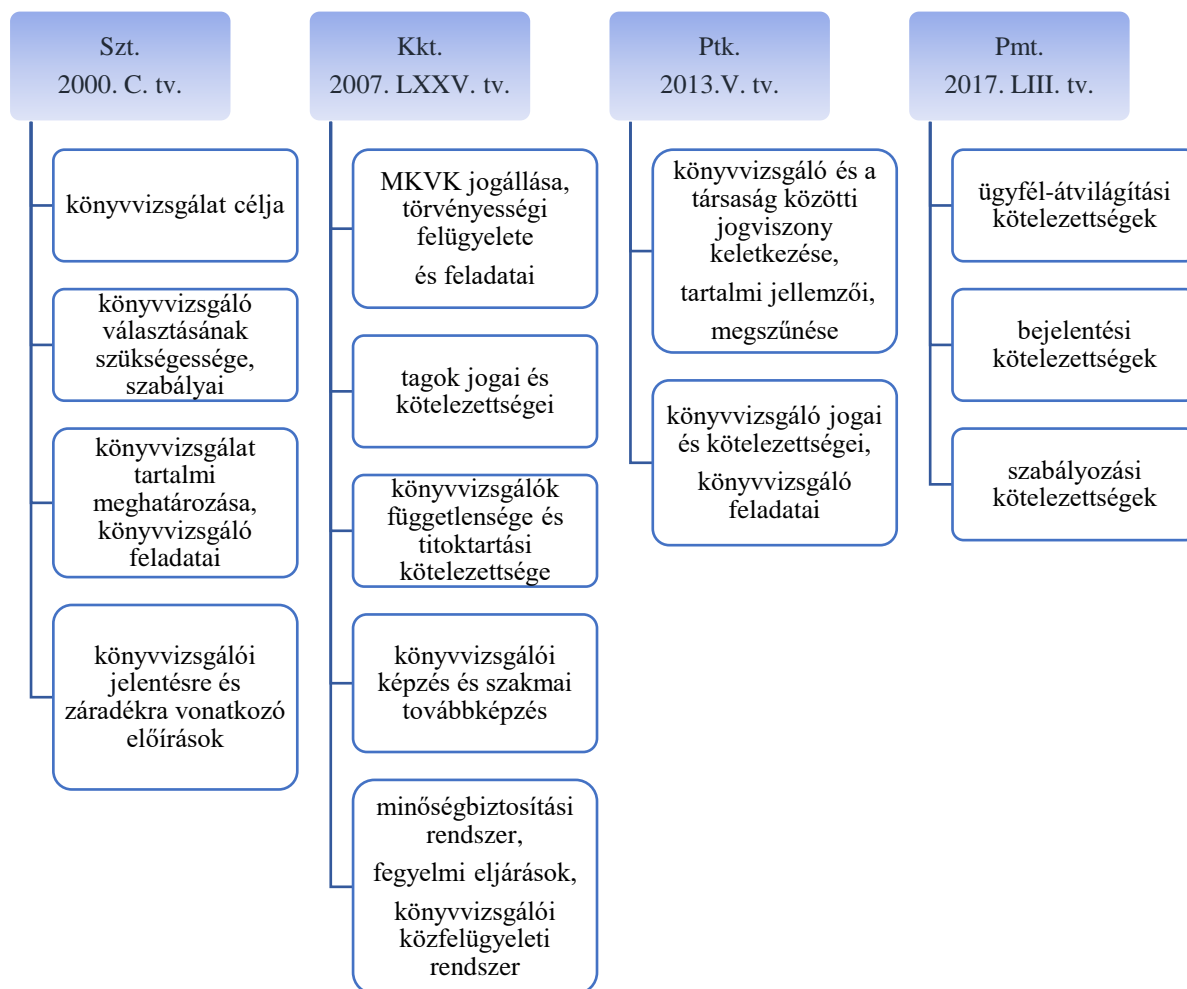 Szt.
2000. C. tv.
könyvvizsgálat célja
könyvvizsgáló
választásának
szükségessége,
szabályai
könyvvizsgálat
tartalmi
meghatározása,
könyvvizsgáló
feladatai
könyvvizsgálói
jelentésre és
záradékra vonatkozó
előírások
Kkt.
2007. LXXV. tv.
MKVK jogállása,
törvényességi
felügyelete
és feladatai
tagok jogai és
kötelezettségei
könyvvizsgálók
függetlensége és
titoktartási
kötelezettsége
könyvvizsgálói
képzés és szakmai
továbbképzés
minőségbiztosítási
rendszer,
fegyelmi eljárások,
könyvvizsgálói
közfelügyeleti
rendszer
Ptk.
2013.V. tv.
könyvvizsgáló és a
társaság közötti
jogviszony
keletkezése,
tartalmi jellemzői,
megszűnése
könyvvizsgáló jogai
és kötelezettségei,
könyvvizsgáló
feladatai
Pmt.
2017. LIII. tv.
ügyfél-átvilágítási
kötelezettségek
bejelentési
kötelezettségek
szabályozási
kötelezettségek